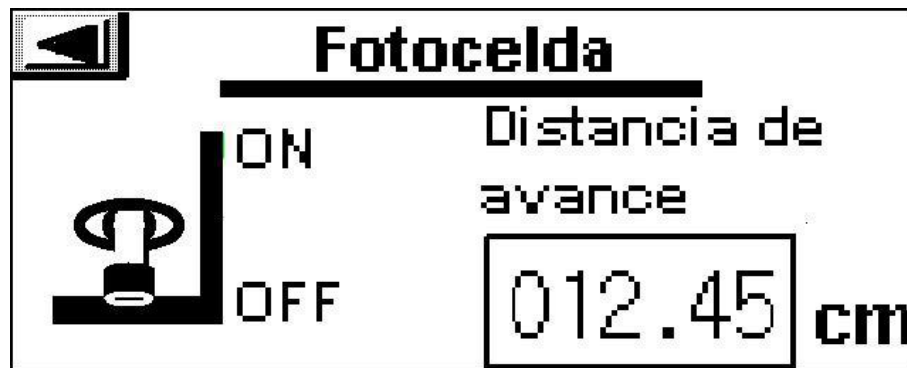 Fotocelda
ON
OFF
Distancia de
avance
012.45 cm